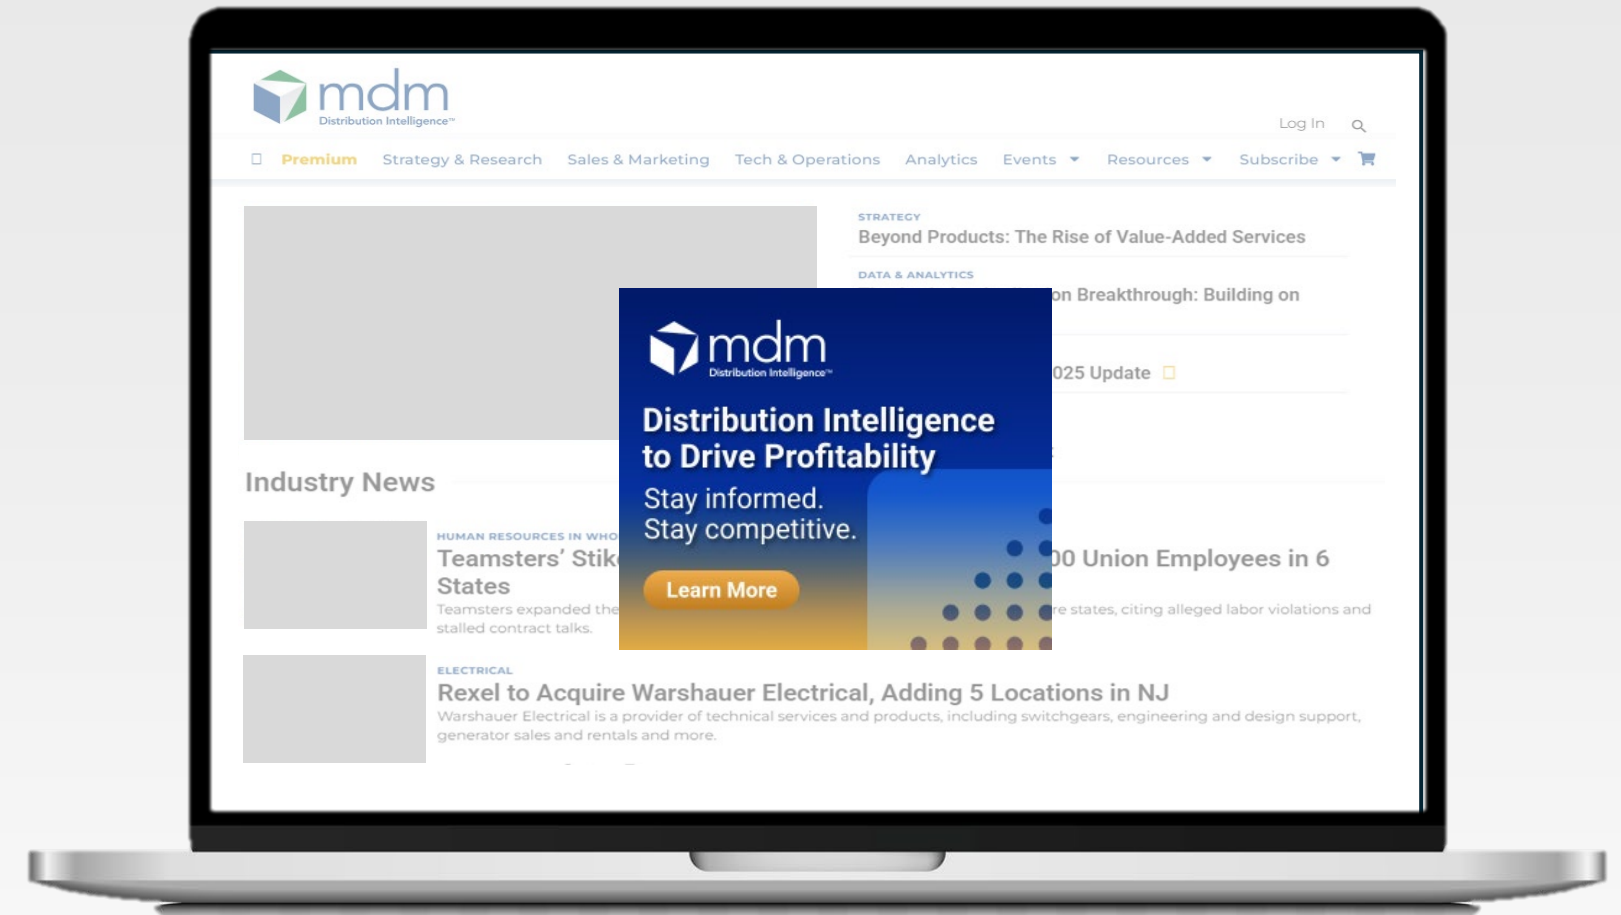 mdm
Distribution Intelligence™
Log In
Premium Strategy & Research Sales & Marketing Tech & Operations Analytics Events Resources Subscribe
STRATEGY
Beyond Products: The Rise of Value-Added Services
DATA & ANALYTICS
on Breakthrough: Building on
025 Update
mdm
Distribution Intelligence™
Distribution Intelligence
to Drive Profitability
Stay informed.
Stay competitive.
Learn More
Industry News
HUMAN RESOURCES IN WHO
Teamsters’ Stik 00 Union Employees in 6
States
Teamsters expanded the re states, citing alleged labor violations and
stalled contract talks.
ELECTRICAL
Rexel to Acquire Warshauer Electrical, Adding 5 Locations in NJ
Warshauer Electrical is a provider of technical services and products, including switchgears, engineering and design support,
generator sales and rentals and more.